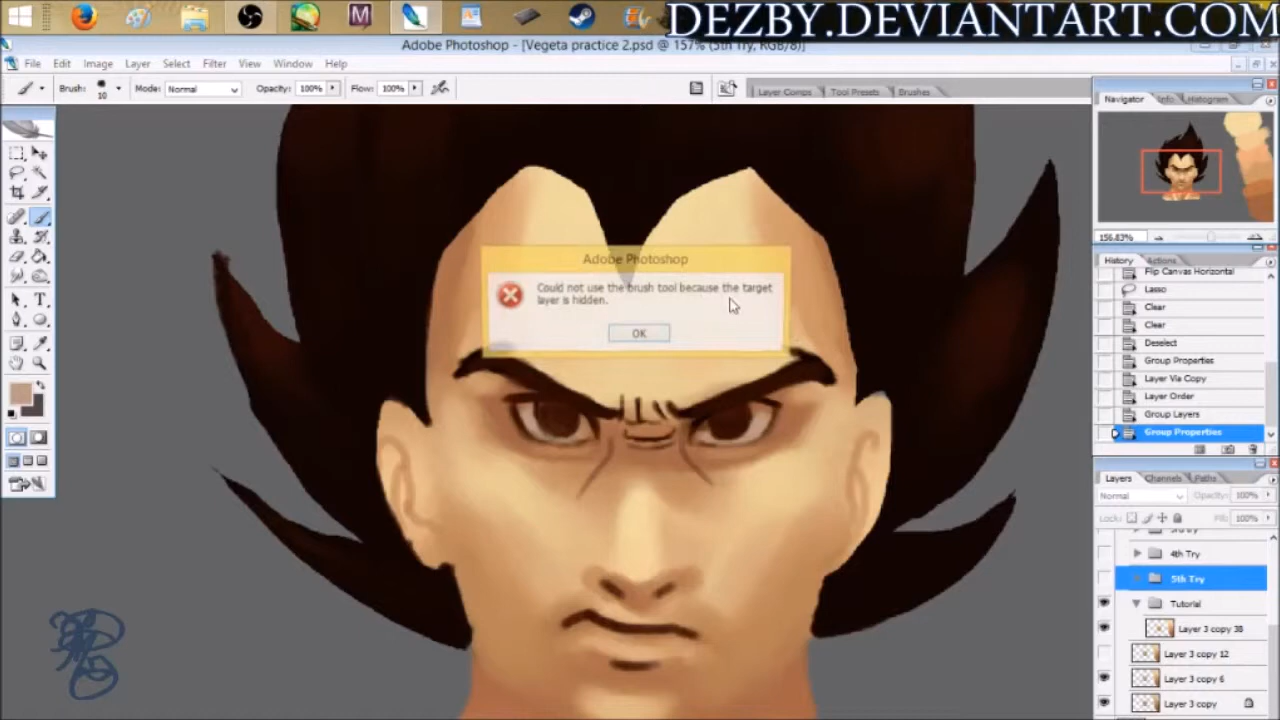 DEZBY.DEVIANTART.COM
Adobe Photoshop - [Vegeta practice 2.psd @ 157% (5th Try, RGB/8)]
File Edit Image Layer Select Filter View Window Help
Brush: 10 Mode: Normal Opacity: 100% Flow: 100% Layer Comps Tool Presets Brushes
Navigator Info Histogram
156.83%
History Actions
Flip Canvas Horizontal
Lasso
Clear
Clear
Deselect
Group Properties
Layer Via Copy
Layer Order
Group Layers
Group Properties
Adobe Photoshop
Could not use the brush tool because the target
layer is hidden.
OK
Layers Channels Paths
Normal Opacity: 100%
Lock: Fill: 100%
3rd try
4th Try
5th Try
Tutorial
Layer 3 copy 38
Layer 3 copy 12
Layer 3 copy 6
Layer 3 copy